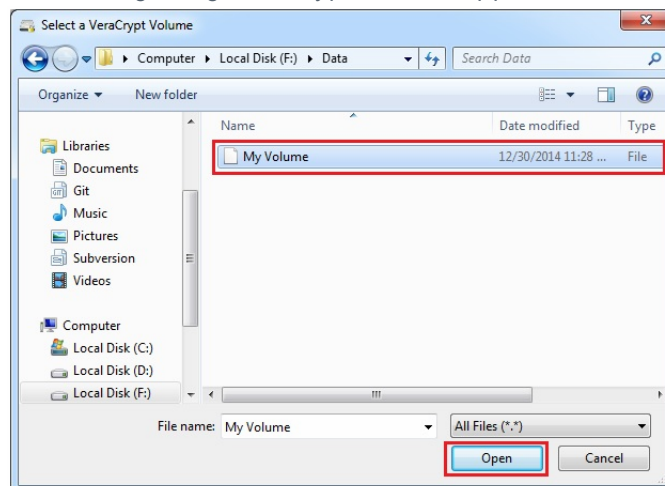 Select a VeraCrypt Volume
Computer Local Disk (F:) Data
Search Data
Organize New folder
Name Date modified Type
Libraries
Documents
Git
Music
Pictures
Subversion
Videos
Computer
Local Disk (C:)
Local Disk (D:)
Local Disk (F:)
My Volume 12/30/2014 11:28 ... File
File name: My Volume All Files (*.*)
Open Cancel